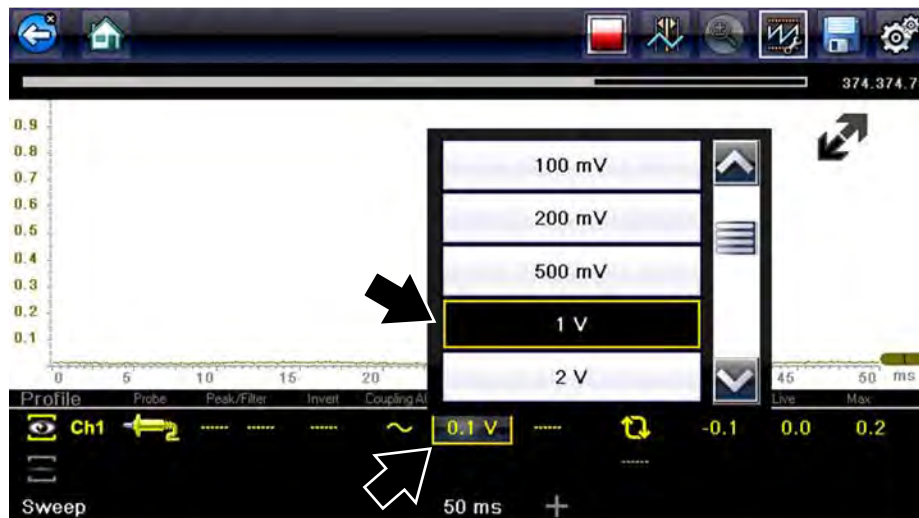 374.374.7
0.9
0.8
0.7
0.6
0.5
0.4
0.3
0.2
0.1
100 mV
200 mV
500 mV
1 V
2 V
0 5 10 15 20 45 50 ms
Profile Probe Peak/Filter Invert Coupling Live Max
Ch1 0.1 V -0.1 0.0 0.2
Sweep 50 ms